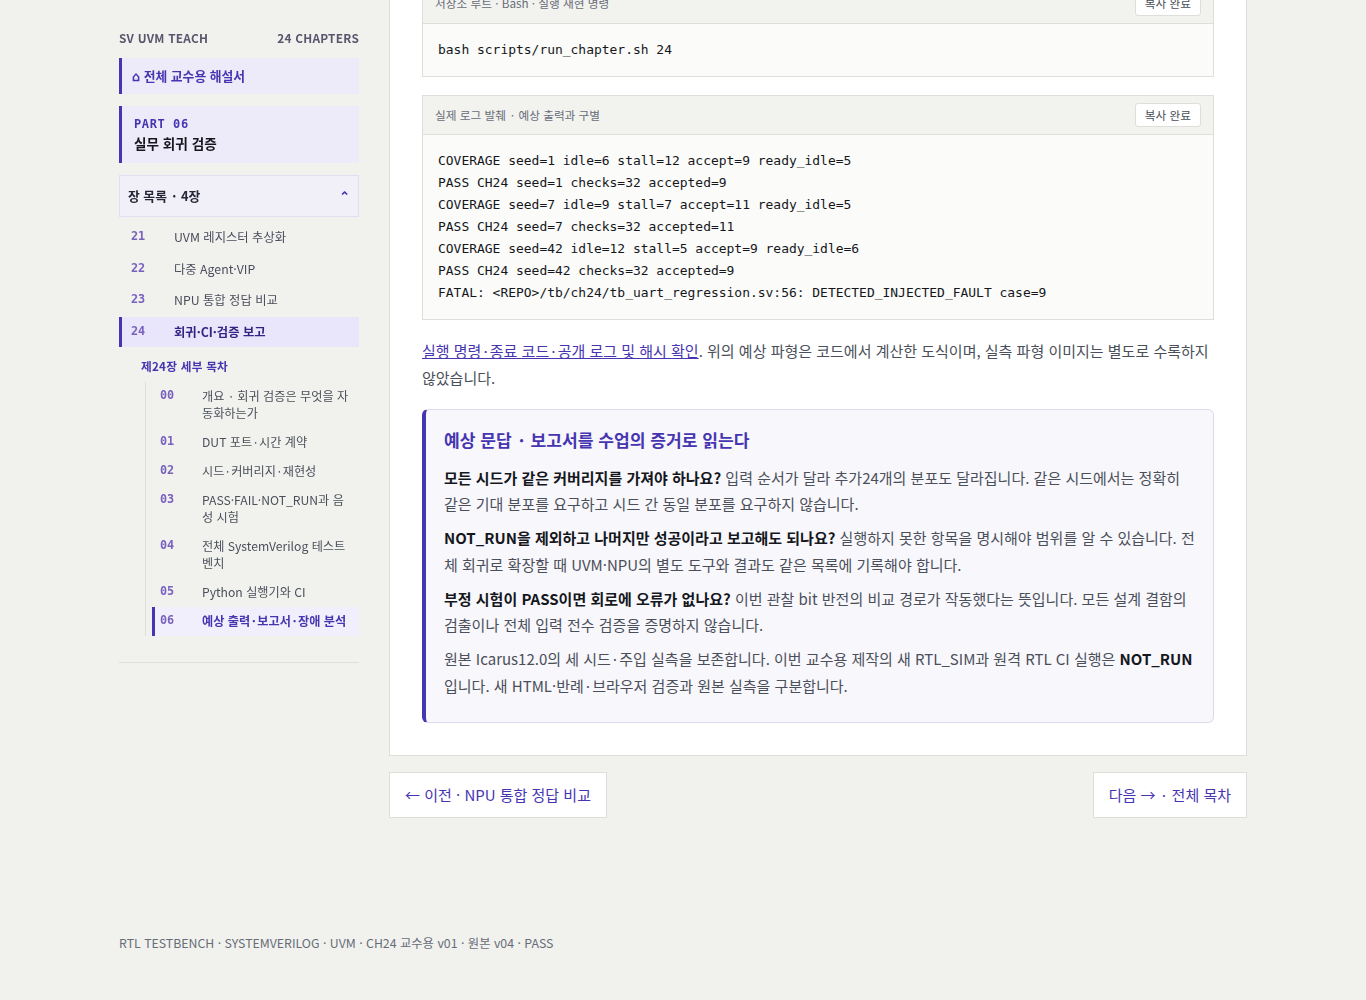 SV UVM TEACH
24 CHAPTERS
⌂ 전체 교수용 해설서
PART 06
실무 회귀 검증
장 목록 · 4장
21 UVM 레지스터 추상화
22 다중 Agent·VIP
23 NPU 통합 정답 비교
24 회귀·CI·검증 보고
제24장 세부 목차
00 개요 · 회귀 검증은 무엇을 자
동화하는가
01 DUT 포트·시간 계약
02 시드·커버리지·재현성
03 PASS·FAIL·NOT_RUN과 음
성 시험
04 전체 SystemVerilog 테스트
벤치
05 Python 실행기와 CI
06 예상 출력·보고서·장애 분석
저장소 루트 · Bash · 실행 재현 명령
복사 완료
bash scripts/run_chapter.sh 24
실제 로그 발췌 · 예상 출력과 구별
복사 완료
COVERAGE seed=1 idle=6 stall=12 accept=9 ready_idle=5
PASS CH24 seed=1 checks=32 accepted=9
COVERAGE seed=7 idle=9 stall=7 accept=11 ready_idle=5
PASS CH24 seed=7 checks=32 accepted=11
COVERAGE seed=42 idle=12 stall=5 accept=9 ready_idle=6
PASS CH24 seed=42 checks=32 accepted=9
FATAL: <REPO>/tb/ch24/tb_uart_regression.sv:56: DETECTED_INJECTED_FAULT case=9
실행 명령·종료 코드·공개 로그 및 해시 확인. 위의 예상 파형은 코드에서 계산한 도식이며, 실측 파형 이미지는 별도로 수록하지
않았습니다.
예상 문답 · 보고서를 수업의 증거로 읽는다
모든 시드가 같은 커버리지를 가져야 하나요? 입력 순서가 달라 추가24개의 분포도 달라집니다. 같은 시드에서는 정확히
같은 기대 분포를 요구하고 시드 간 동일 분포를 요구하지 않습니다.
NOT_RUN을 제외하고 나머지만 성공이라고 보고해도 되나요? 실행하지 못한 항목을 명시해야 범위를 알 수 있습니다. 전
체 회귀로 확장할 때 UVM·NPU의 별도 도구와 결과도 같은 목록에 기록해야 합니다.
부정 시험이 PASS이면 회로에 오류가 없나요? 이번 관찰 bit 반전의 비교 경로가 작동했다는 뜻입니다. 모든 설계 결함의
검출이나 전체 입력 전수 검증을 증명하지 않습니다.
원본 Icarus12.0의 세 시드·주입 실측을 보존합니다. 이번 교수용 제작의 새 RTL_SIM과 원격 RTL CI 실행은 NOT_RUN
입니다. 새 HTML·반례·브라우저 검증과 원본 실측을 구분합니다.
← 이전 · NPU 통합 정답 비교
다음 → · 전체 목차
RTL TESTBENCH · SYSTEMVERILOG · UVM · CH24 교수용 v01 · 원본 v04 · PASS